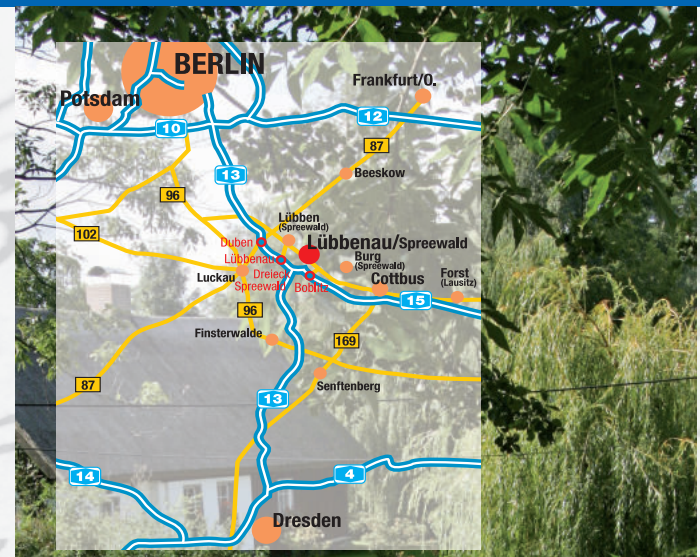 BERLIN
Potsdam
Frankfurt/O.
10
12
87
13
Beeskow
96
102
Lübben
(Spreewald)
Duben
Lübbenau/Spreewald
Lübbenau
Burg
(Spreewald)
Luckau
Dreieck
Spreewald
Boblitz
Cottbus
Forst
(Lausitz)
15
96
Finsterwalde
169
87
Senftenberg
13
14
4
Dresden